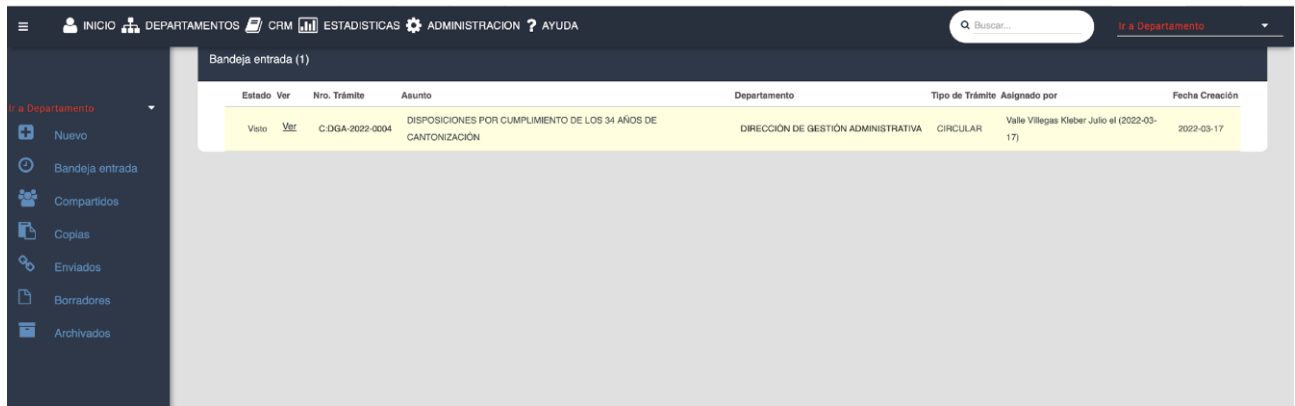 INICIO DEPARTAMENTOS CRM ESTADISTICAS ADMINISTRACION ? AYUDA Buscar... Ir a Departamento
Ir a Departamento
Nuevo
Bandeja entrada
Compartidos
Copias
Enviados
Borradores
Archivados
Bandeja entrada (1)
Estado Ver Nro. Trámite Asunto Departamento Tipo de Trámite Asignado por Fecha Creación
Visto Ver C:DGA-2022-0004 DISPOSICIONES POR CUMPLIMIENTO DE LOS 34 AÑOS DE
CANTONIZACIÓN
DIRECCIÓN DE GESTIÓN ADMINISTRATIVA CIRCULAR Valle Villegas Kleber Julio el (2022-03-
17)
2022-03-17